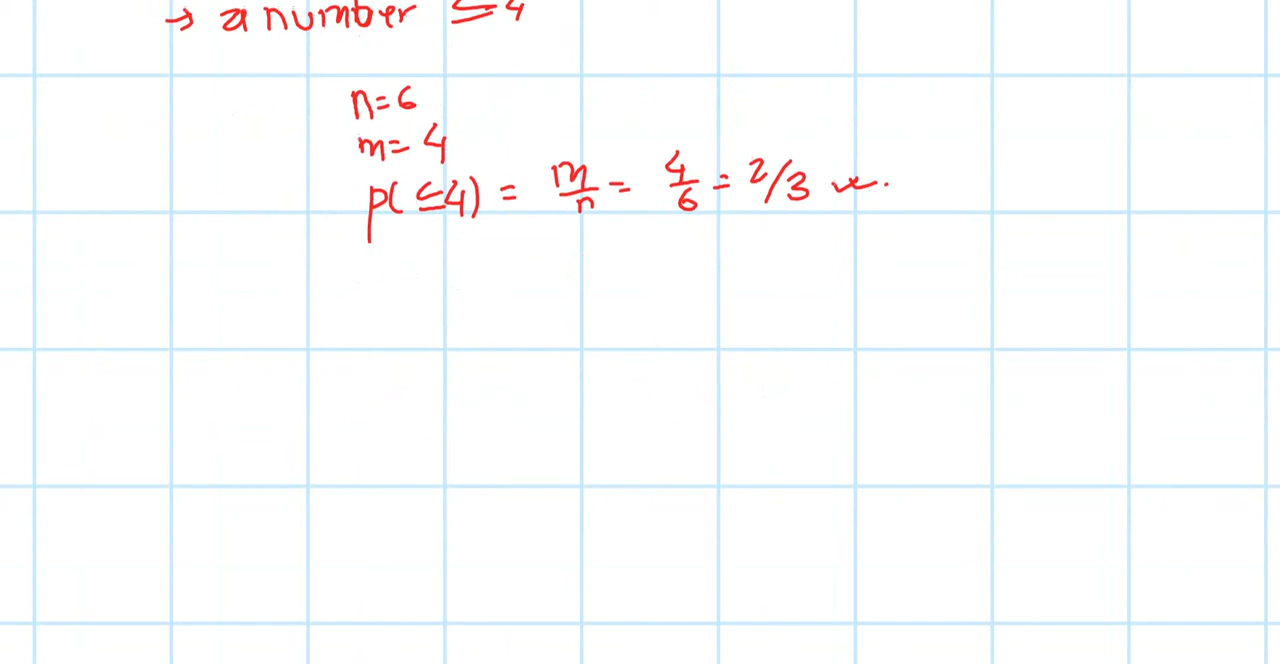 → a number ≤4
n=6
m= 4
p( ≤4) = m/n = 4/6 = 2/3